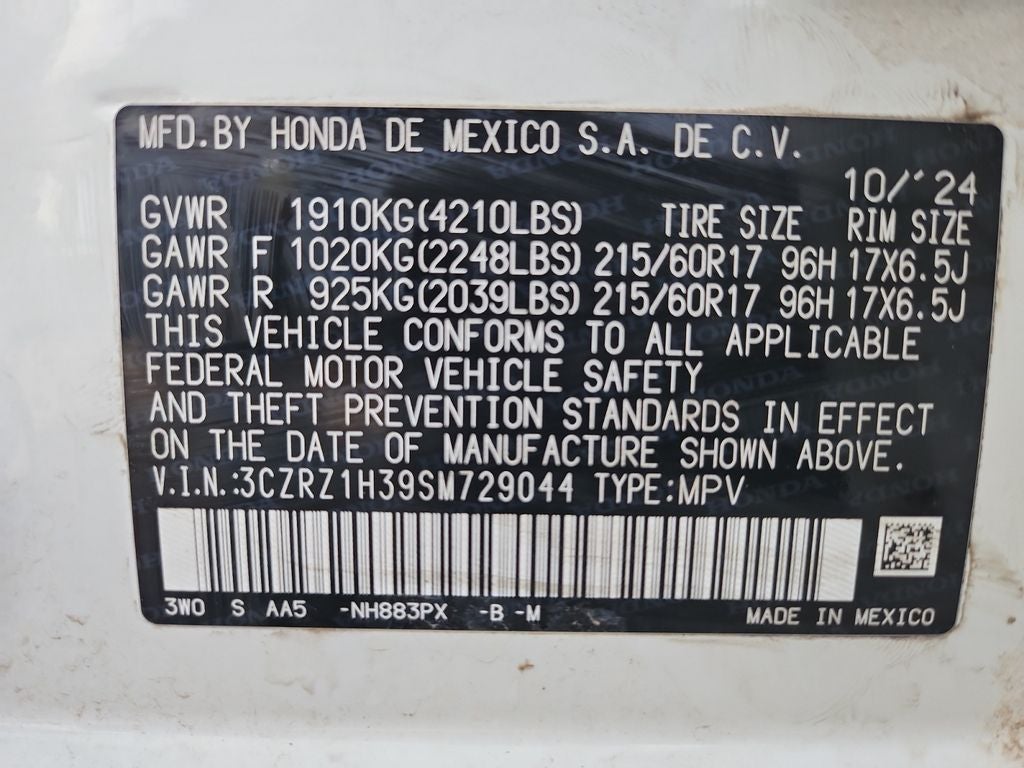 MFD.BY HONDA DE MEXICO S.A. DE C.V.
10/'24
GVWR 1910KG(4210LBS) TIRE SIZE RIM SIZE
GAWR F 1020KG(2248LBS) 215/60R17 96H 17X6.5J
GAWR R 925KG(2039LBS) 215/60R17 96H 17X6.5J
THIS VEHICLE CONFORMS TO ALL APPLICABLE
FEDERAL MOTOR VEHICLE SAFETY
AND THEFT PREVENTION STANDARDS IN EFFECT
ON THE DATE OF MANUFACTURE SHOWN ABOVE.
V.I.N.:3CZRZ1H39SM729044 TYPE:MPV
3WO S AA5 -NH883PX -B -M MADE IN MEXICO